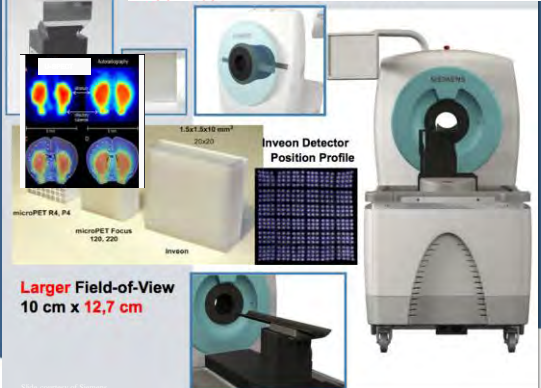 Autoradiography
SIEMENS
1.5x1.5x10 mm³
20x20
Inveon Detector
Position Profile
microPET R4, P4
microPET Focus
120, 220
Inveon
Larger Field-of-View
10 cm x 12,7 cm